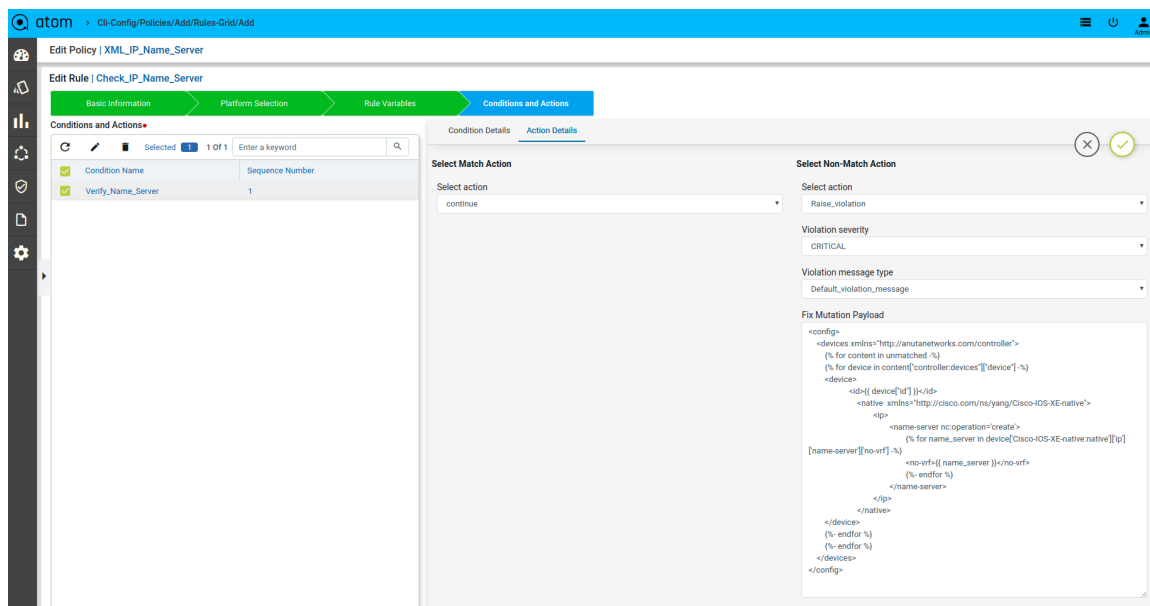 atom > Cli-Config/Policies/Add/Rules-Grid/Add
Admi
Edit Policy | XML_IP_Name_Server
Edit Rule | Check_IP_Name_Server
Basic Information
Platform Selection
Rule Variables
Conditions and Actions
Conditions and Actions
Selected 1 1 Of 1 Enter a keyword
Condition Name Sequence Number
Verify_Name_Server 1
Condition Details Action Details
Select Match Action
Select action
continue
Select Non-Match Action
Select action
Raise_violation
Violation severity
CRITICAL
Violation message type
Default_violation_message
Fix Mutation Payload
<config>
<devices xmlns="http://anutanetworks.com/controller">
{% for content in unmatched -%}
{% for device in content["controller:devices"]["device"] -%}
<device>
<id>{{ device["id"] }}</id>
<native xmlns="http://cisco.com/ns/yang/Cisco-IOS-XE-native">
<ip>
<name-server nc:operation='create'>
{% for name_server in device['Cisco-IOS-XE-native:native']['ip']
['name-server']['no-vrf'] -%}
<no-vrf>{{ name_server }}</no-vrf>
{%- endfor %}
</name-server>
</ip>
</native>
</device>
{%- endfor %}
{%- endfor %}
</devices>
</config>